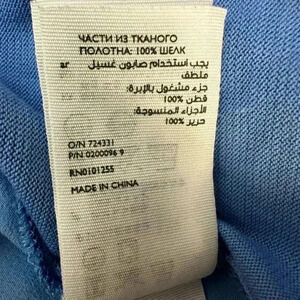 ЧАСТИ ИЗ ТКАНОГО
ПОЛОТНА: 100% ШЕЛК
ar يجب استخدام صابون غسيل
ملطف
جزء مشغول بالإبرة:
قطن 100%
الأجزاء المنسوجة:
حرير 100%
O/N 724331
P/N 0200096 9
RN0101255
MADE IN CHINA